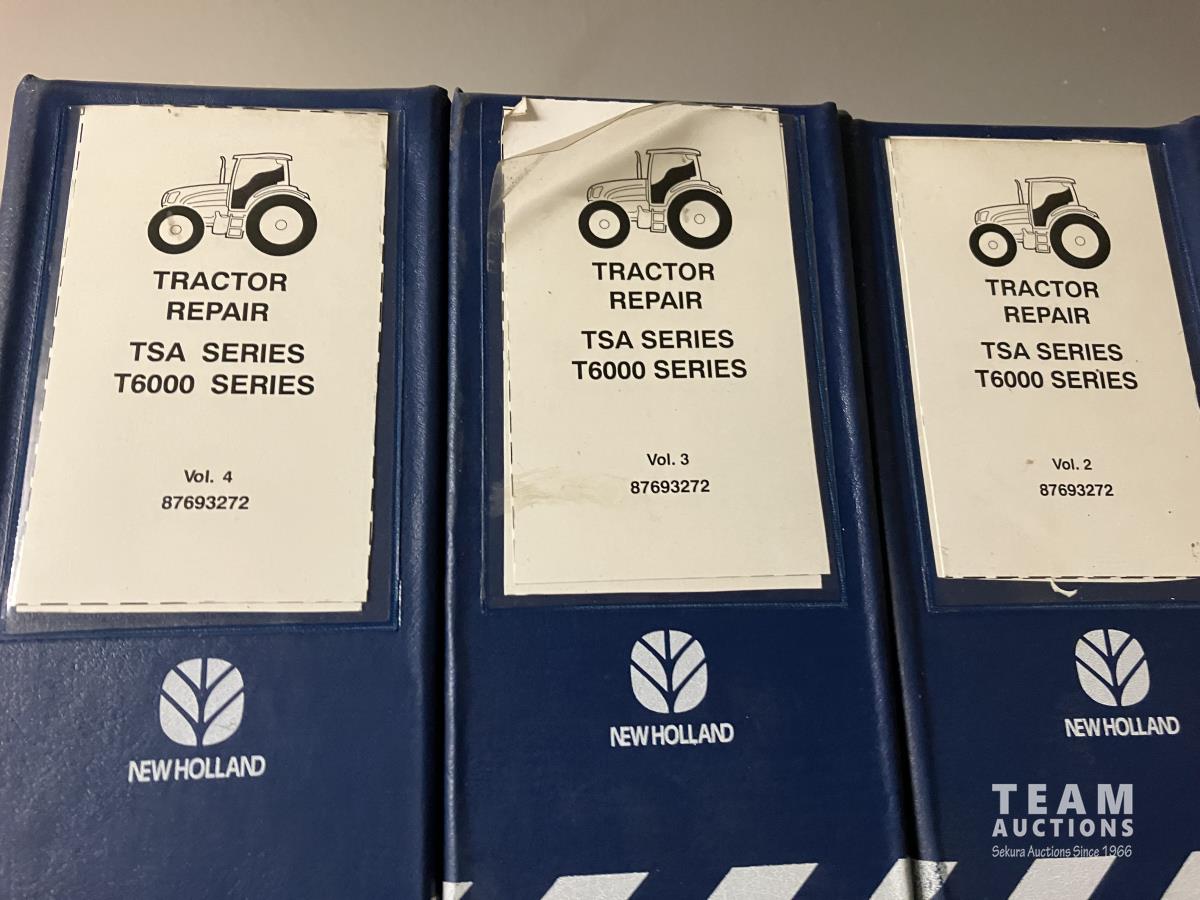 TRACTOR
REPAIR
TSA SERIES
T6000 SERIES
Vol. 4
87693272
NEW HOLLAND
TRACTOR
REPAIR
TSA SERIES
T6000 SERIES
Vol. 3
87693272
NEW HOLLAND
TRACTOR
REPAIR
TSA SERIES
T6000 SERIES
Vol. 2
87693272
NEW HOLLAND
TEAM
AUCTIONS
Sekura Auctions Since 1966